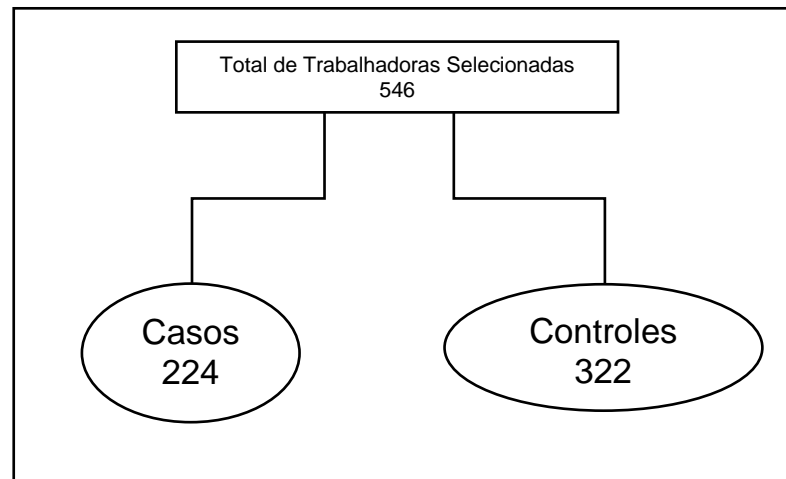 Total de Trabalhadoras Selecionadas
546
Casos
224
Controles
322